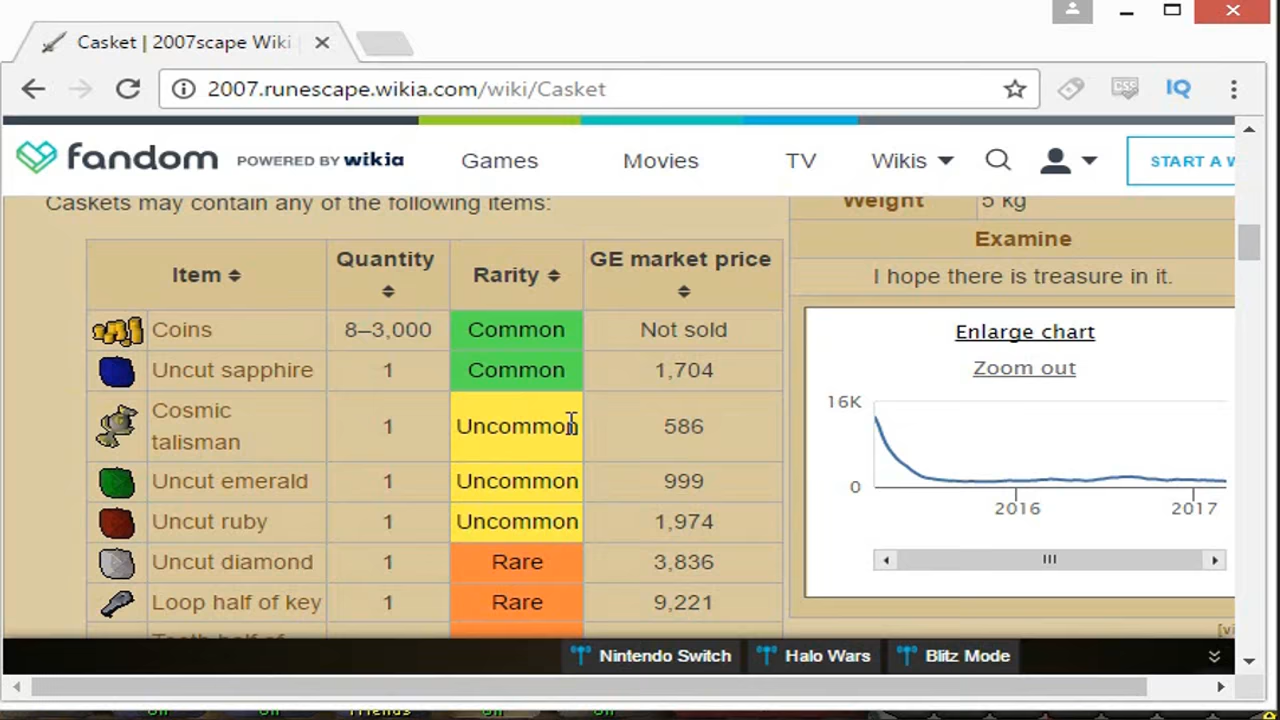 Casket | 2007scape Wiki
2007.runescape.wikia.com/wiki/Casket
IQ
fandom POWERED BY wikia Games Movies TV Wikis START A W
Caskets may contain any of the following items:
Item Quantity Rarity GE market price
Coins 8–3,000 Common Not sold
Uncut sapphire 1 Common 1,704
Cosmic talisman 1 Uncommon 586
Uncut emerald 1 Uncommon 999
Uncut ruby 1 Uncommon 1,974
Uncut diamond 1 Rare 3,836
Loop half of key 1 Rare 9,221
Tooth half of
Weight 5 kg
Examine
I hope there is treasure in it.
Enlarge chart
Zoom out
16K
0
2016 2017
Nintendo Switch Halo Wars Blitz Mode
Friends